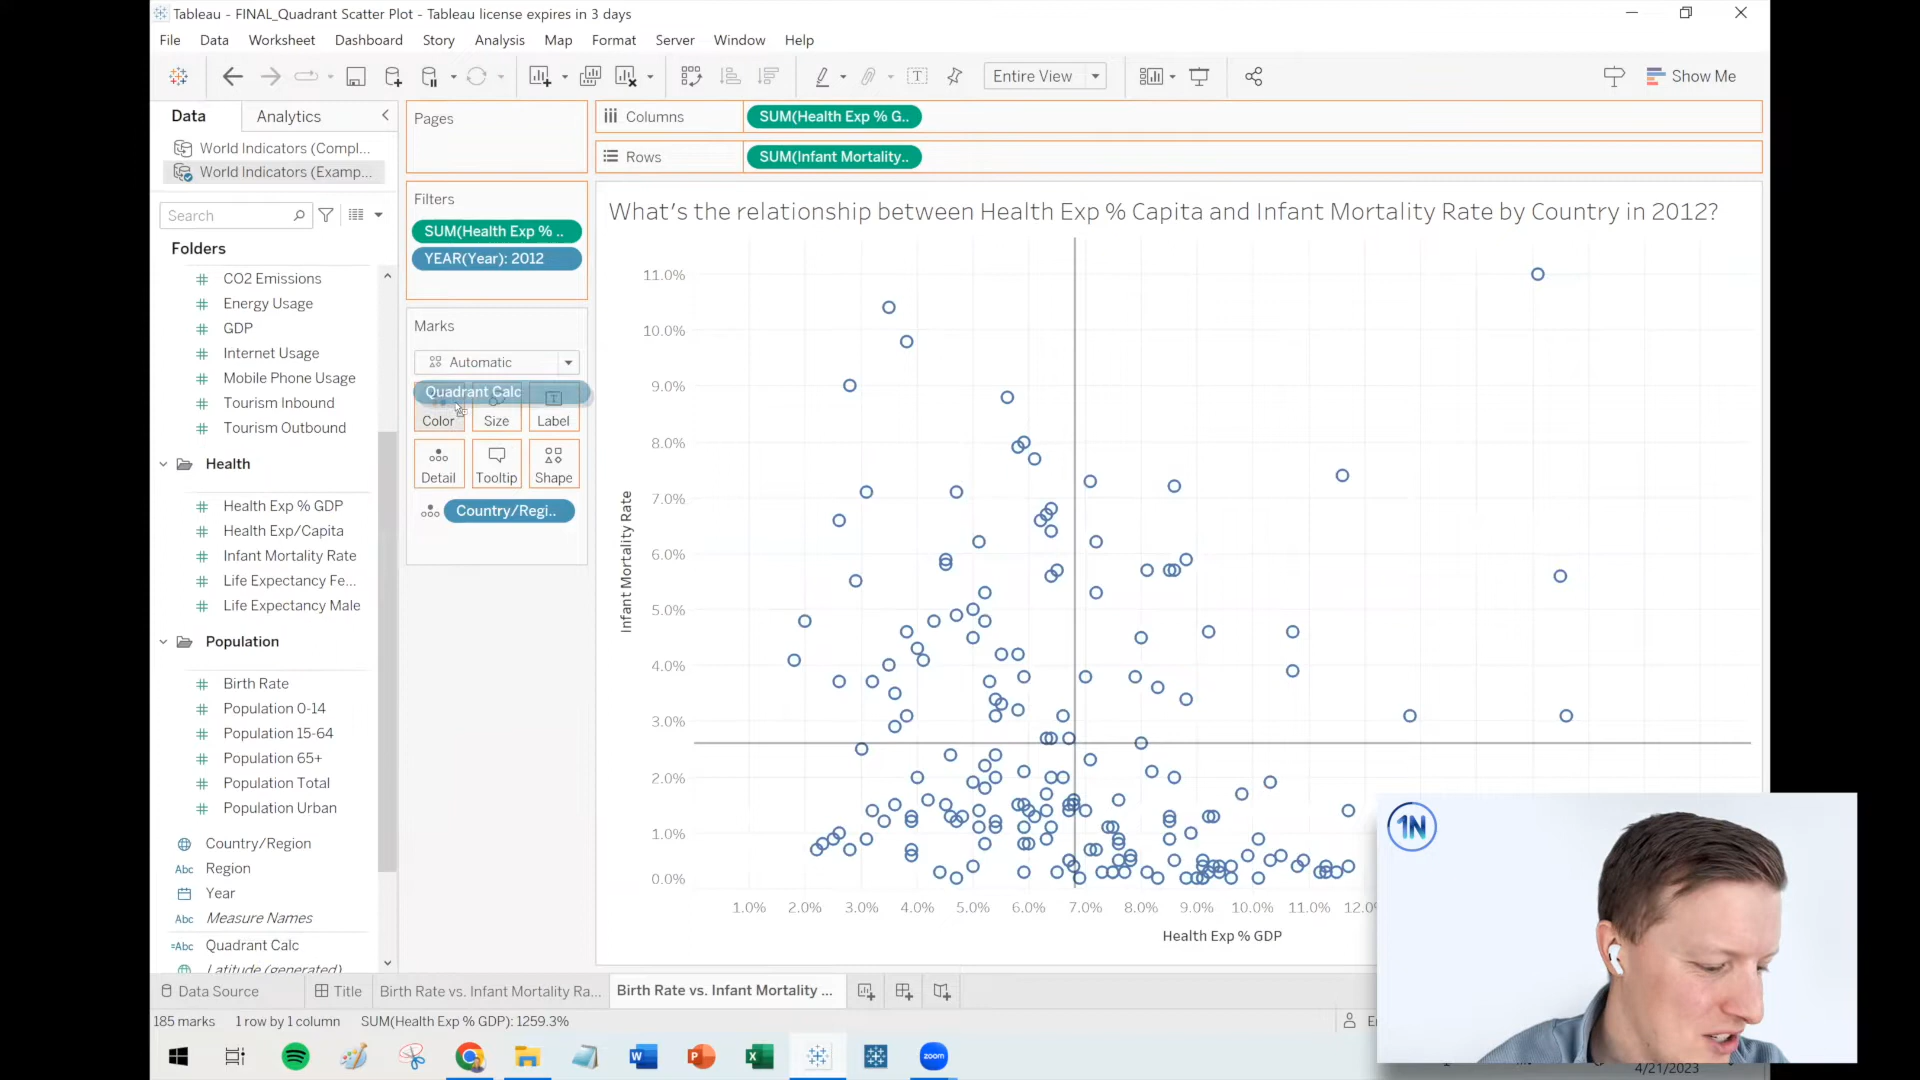 Tableau - FINAL_Quadrant Scatter Plot - Tableau license expires in 3 days
File Data Worksheet Dashboard Story Analysis Map Format Server Window Help
Entire View
Show Me
Data Analytics
World Indicators (Compl...
World Indicators (Examp...
Search
Folders
CO2 Emissions
Energy Usage
GDP
Internet Usage
Mobile Phone Usage
Tourism Inbound
Tourism Outbound
Health
Health Exp % GDP
Health Exp/Capita
Infant Mortality Rate
Life Expectancy Fe...
Life Expectancy Male
Population
Birth Rate
Population 0-14
Population 15-64
Population 65+
Population Total
Population Urban
Country/Region
Abc Region
Year
Abc Measure Names
=Abc Quadrant Calc
Latitude (generated)
Pages
Filters
SUM(Health Exp % ..
YEAR(Year): 2012
Marks
Automatic
Quadrant Calc
Color Size Label
Detail Tooltip Shape
Country/Regi..
Columns SUM(Health Exp % G..
Rows SUM(Infant Mortality..
What's the relationship between Health Exp % Capita and Infant Mortality Rate by Country in 2012?
Infant Mortality Rate
11.0%
10.0%
9.0%
8.0%
7.0%
6.0%
5.0%
4.0%
3.0%
2.0%
1.0%
0.0%
1.0% 2.0% 3.0% 4.0% 5.0% 6.0% 7.0% 8.0% 9.0% 10.0% 11.0% 12.0
Health Exp % GDP
1N
Data Source Title Birth Rate vs. Infant Mortality Ra... Birth Rate vs. Infant Mortality ...
185 marks 1 row by 1 column SUM(Health Exp % GDP): 1259.3%
zoom
4/21/2023